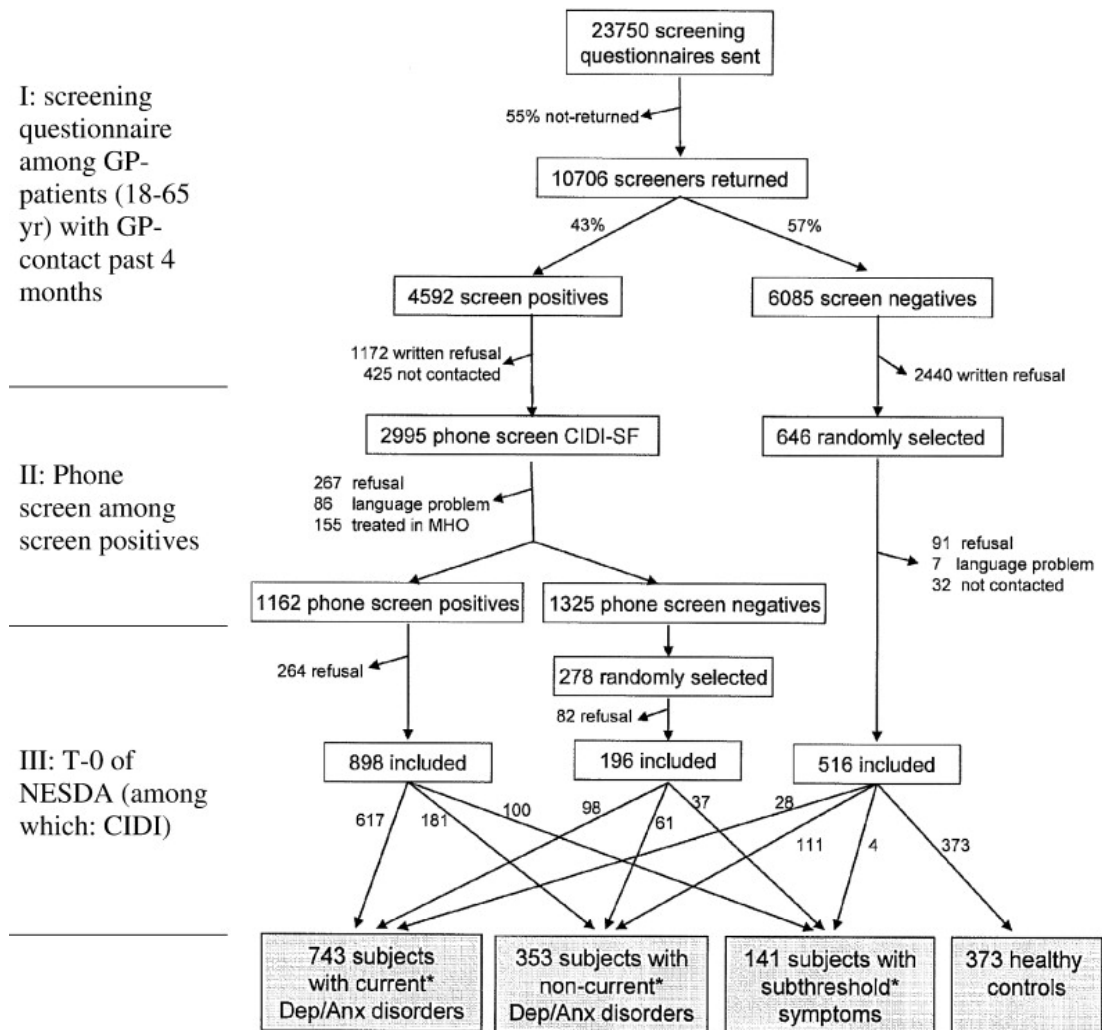 23750 screening
questionnaires sent
I: screening
questionnaire
among GP-
patients (18-65
yr) with GP-
contact past 4
months
55% not-returned
10706 screeners returned
43%
57%
4592 screen positives
6085 screen negatives
1172 written refusal
425 not contacted
2440 written refusal
2995 phone screen CIDI-SF
646 randomly selected
II: Phone
screen among
screen positives
267 refusal
86 language problem
155 treated in MHO
91 refusal
7 language problem
32 not contacted
1162 phone screen positives
1325 phone screen negatives
264 refusal
278 randomly selected
82 refusal
III: T-0 of
NESDA (among
which: CIDI)
898 included
196 included
516 included
617
181
100
98
61
37
28
111
4
373
743 subjects
with current*
Dep/Anx disorders
353 subjects with
non-current*
Dep/Anx disorders
141 subjects with
subthreshold*
symptoms
373 healthy
controls